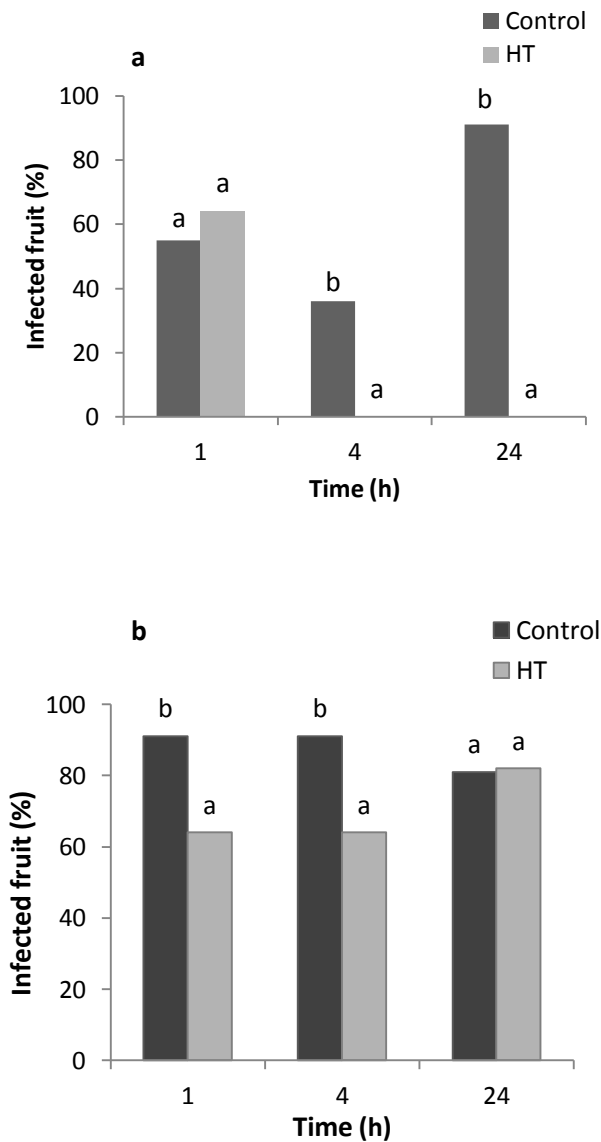 Control
HT
a
100
80
60
40
20
0
Infected fruit (%)
a a b a b a
1 4 24
Time (h)
Control
HT
b
100
80
60
40
20
0
Infected fruit (%)
b a b a a a
1 4 24
Time (h)